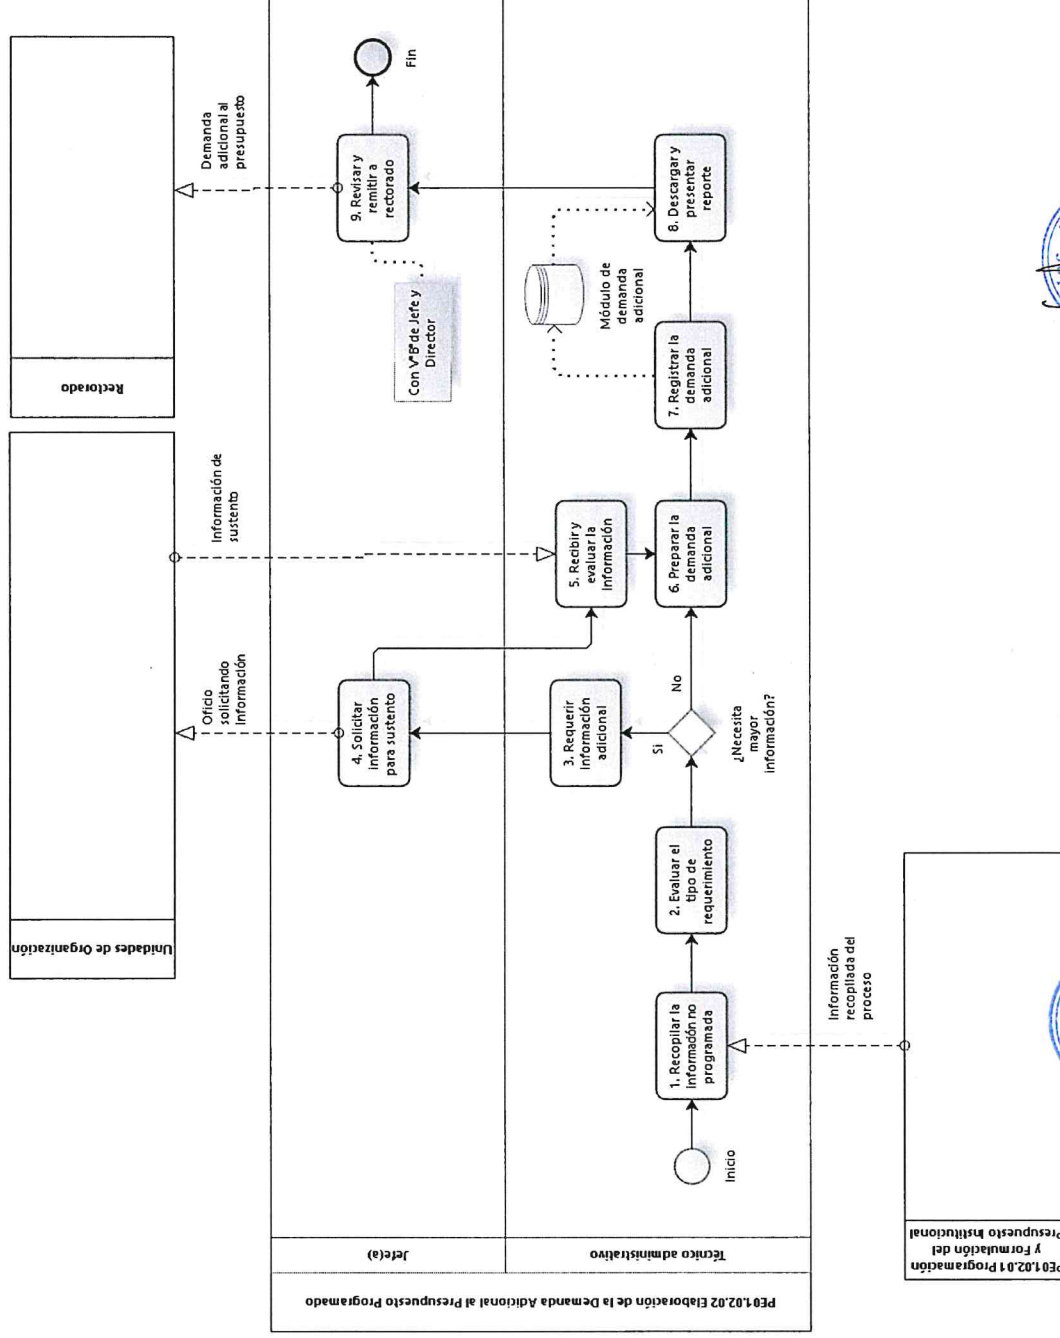 Unidades de Organización
Rectorado
Oficio
solicitando
Información
Información de
sustento
Demanda
adicional al
presupuesto
PE01.02.02 Elaboración de la Demanda Adicional al Presupuesto Programado
Jefe(a)
4. Solicitar
información
para sustento
Con V°B° de Jefe y
Director
9. Revisar y
remitir a
rectorado
Fin
Técnico administrativo
Inicio
1. Recopilar la
información no
programada
2. Evaluar el
tipo de
requerimiento
¿Necesita
mayor
información?
Si
No
3. Requerir
información
adicional
5. Recibir y
evaluar la
información
6. Preparar la
demanda
adicional
7. Registrar la
demanda
adicional
Módulo de
demanda
adicional
8. Descargar y
presentar
reporte
Información
recopilada del
proceso
PE01.02.01 Programación
y Formulación del
Presupuesto Institucional